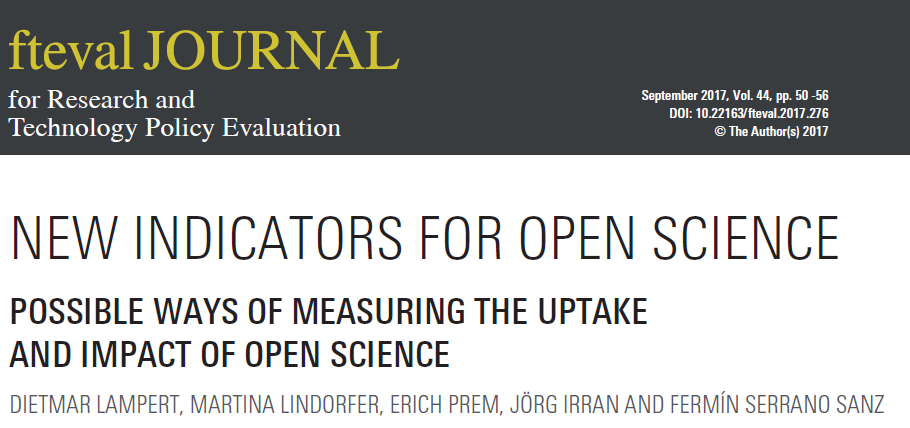 fteval JOURNAL
for Research and
Technology Policy Evaluation
September 2017, Vol. 44, pp. 50 -56
DOI: 10.22163/fteval.2017.276
© The Author(s) 2017
NEW INDICATORS FOR OPEN SCIENCE
POSSIBLE WAYS OF MEASURING THE UPTAKE
AND IMPACT OF OPEN SCIENCE
DIETMAR LAMPERT, MARTINA LINDORFER, ERICH PREM, JÖRG IRRAN AND FERMÍN SERRANO SANZ